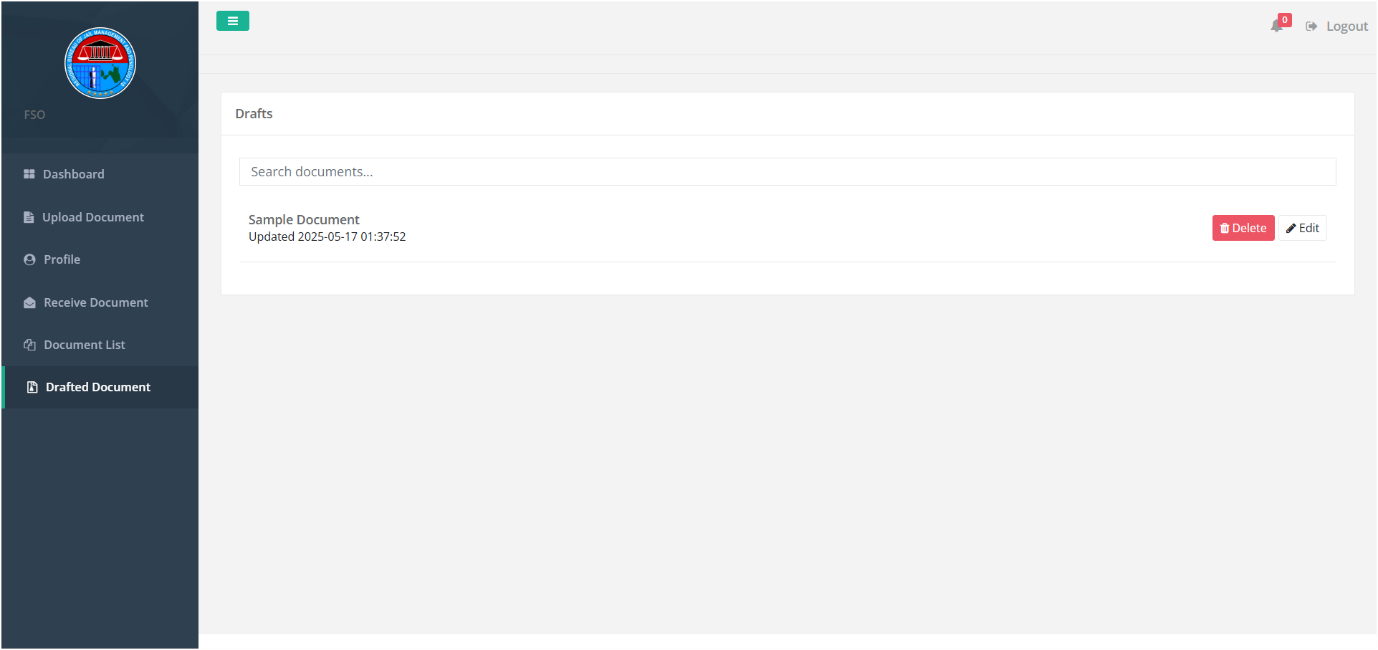 0
Logout
FSO
Dashboard
Upload Document
Profile
Receive Document
Document List
Drafted Document
Drafts
Search documents...
Sample Document
Updated 2025-05-17 01:37:52
Delete
Edit